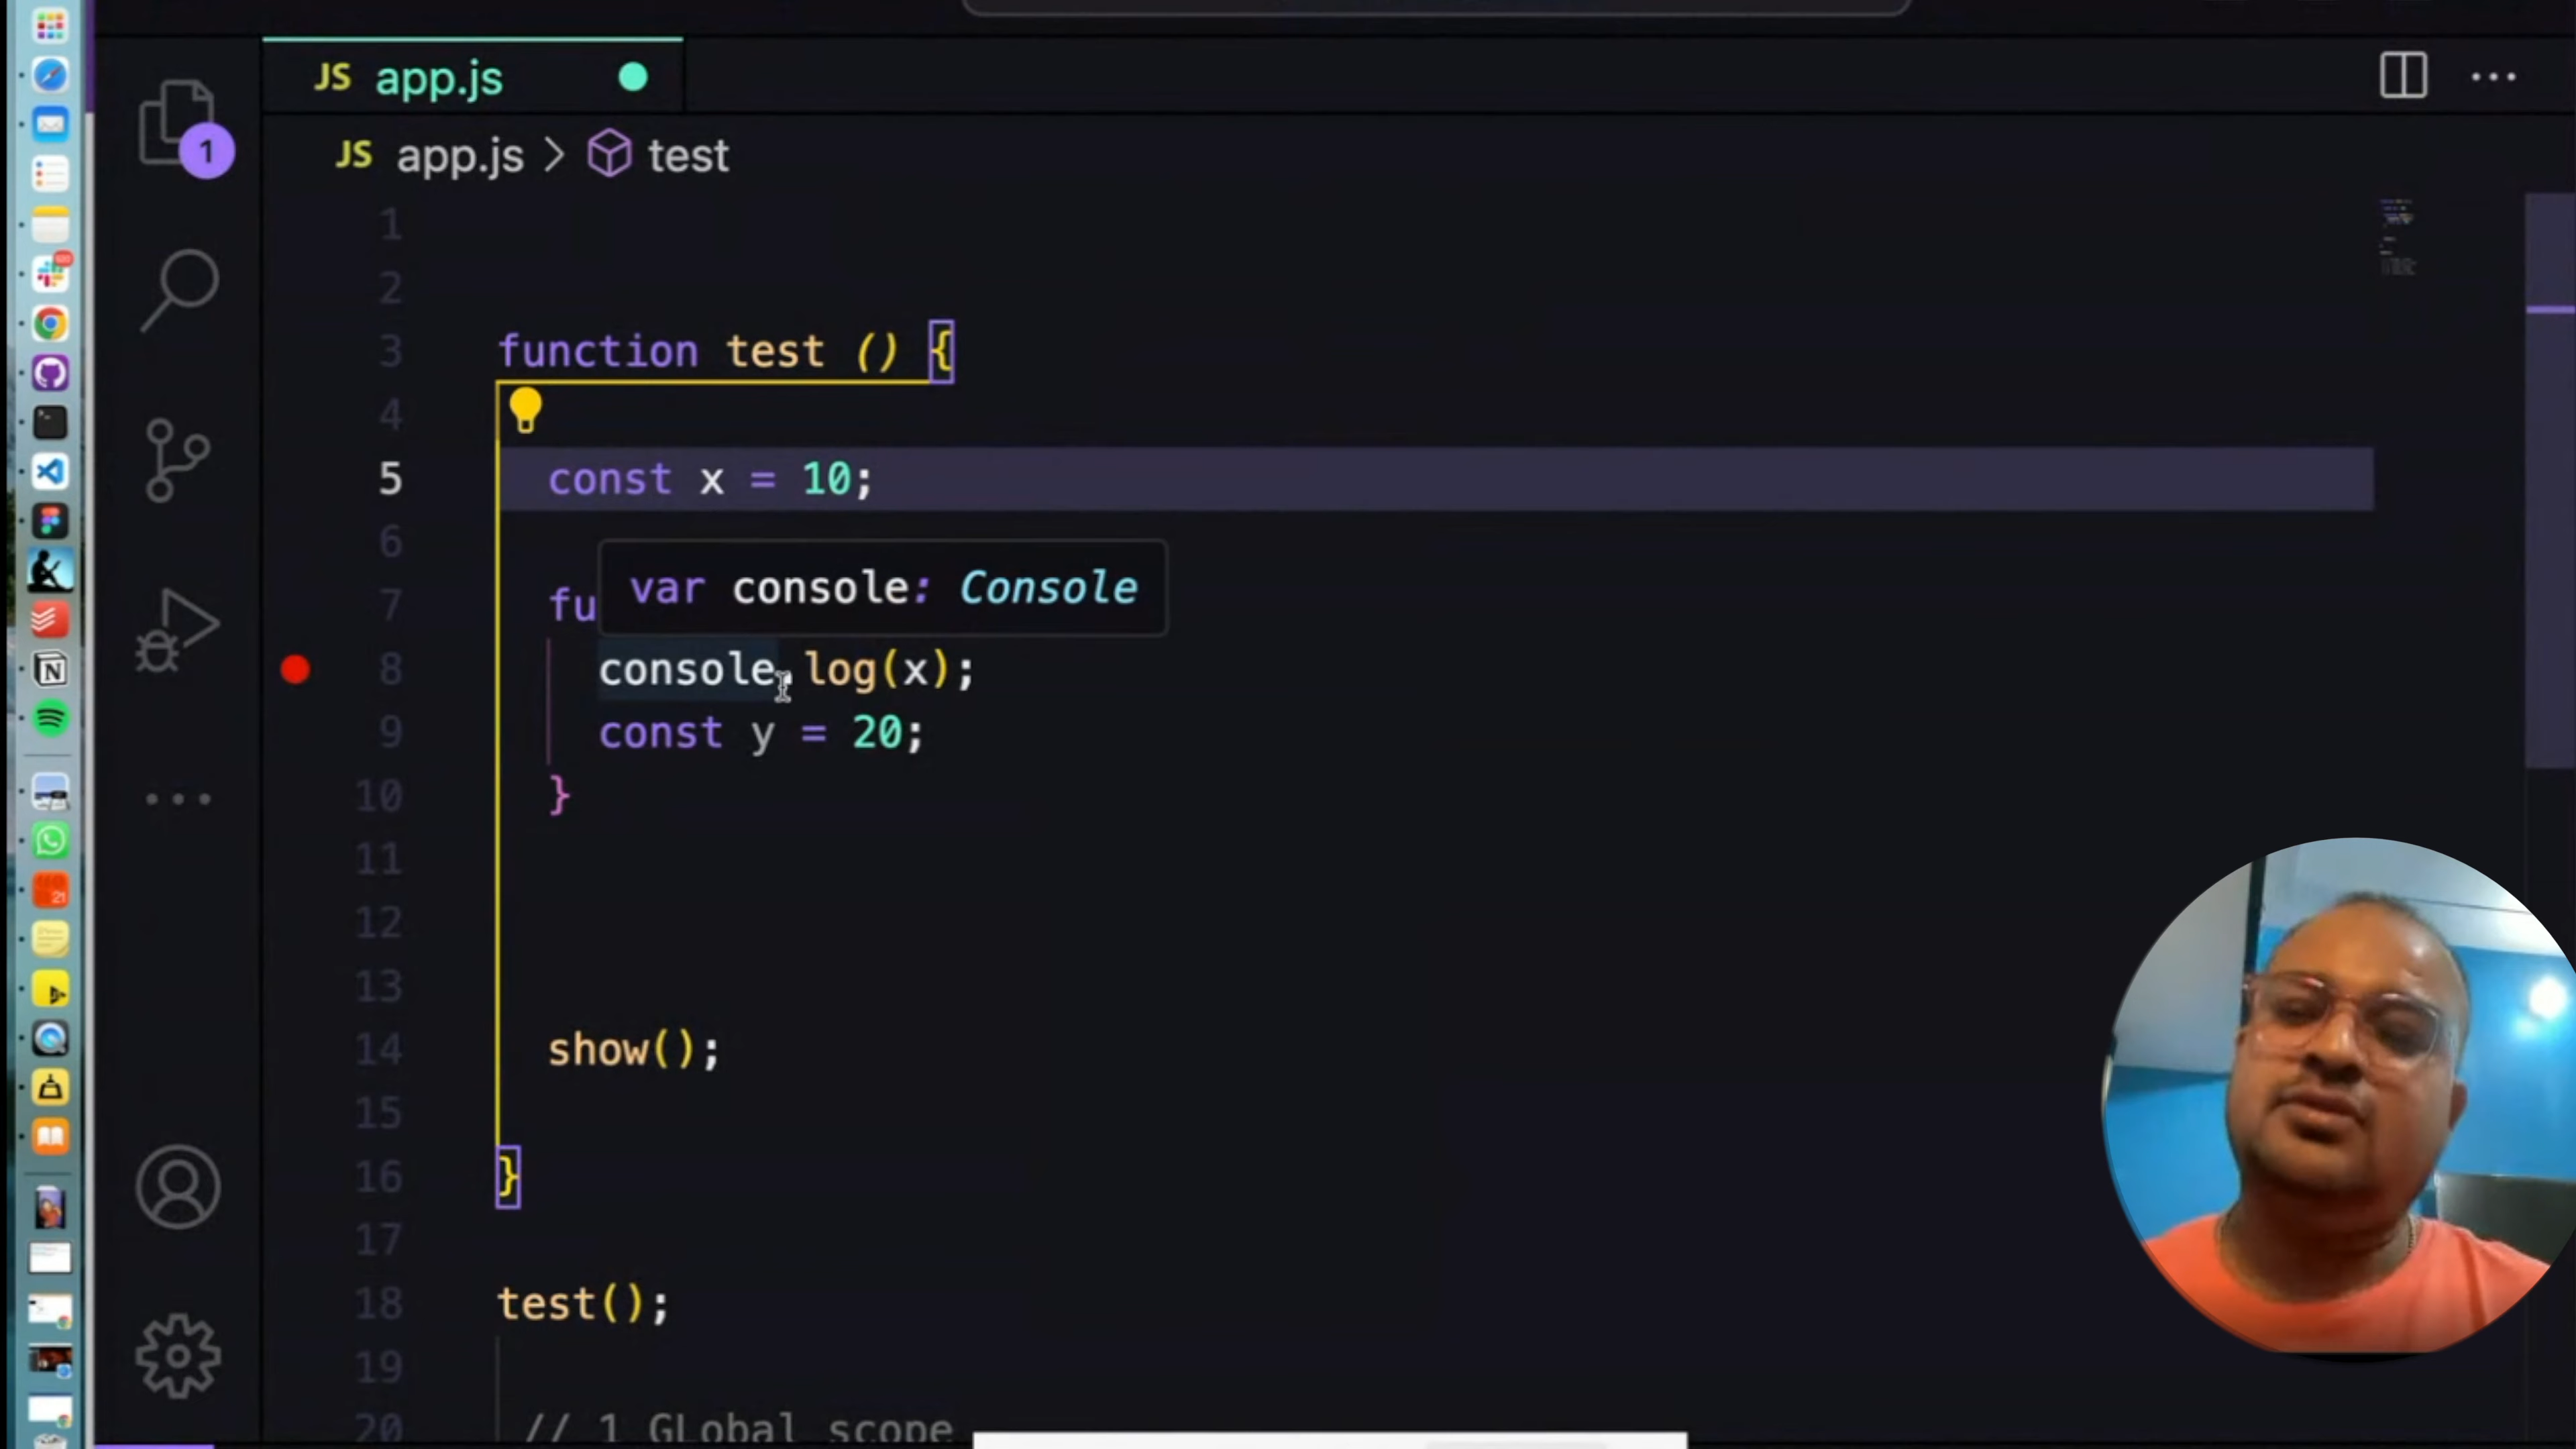 JS app.js
1
JS app.js > test
1
2
3 function test () {
4
5 const x = 10;
6
var console: Console
7 fu
8 console.log(x);
9 const y = 20;
10 }
11
12
13
14 show();
15
16 }
17
18 test();
19
20 // 1 GLobal scope
21